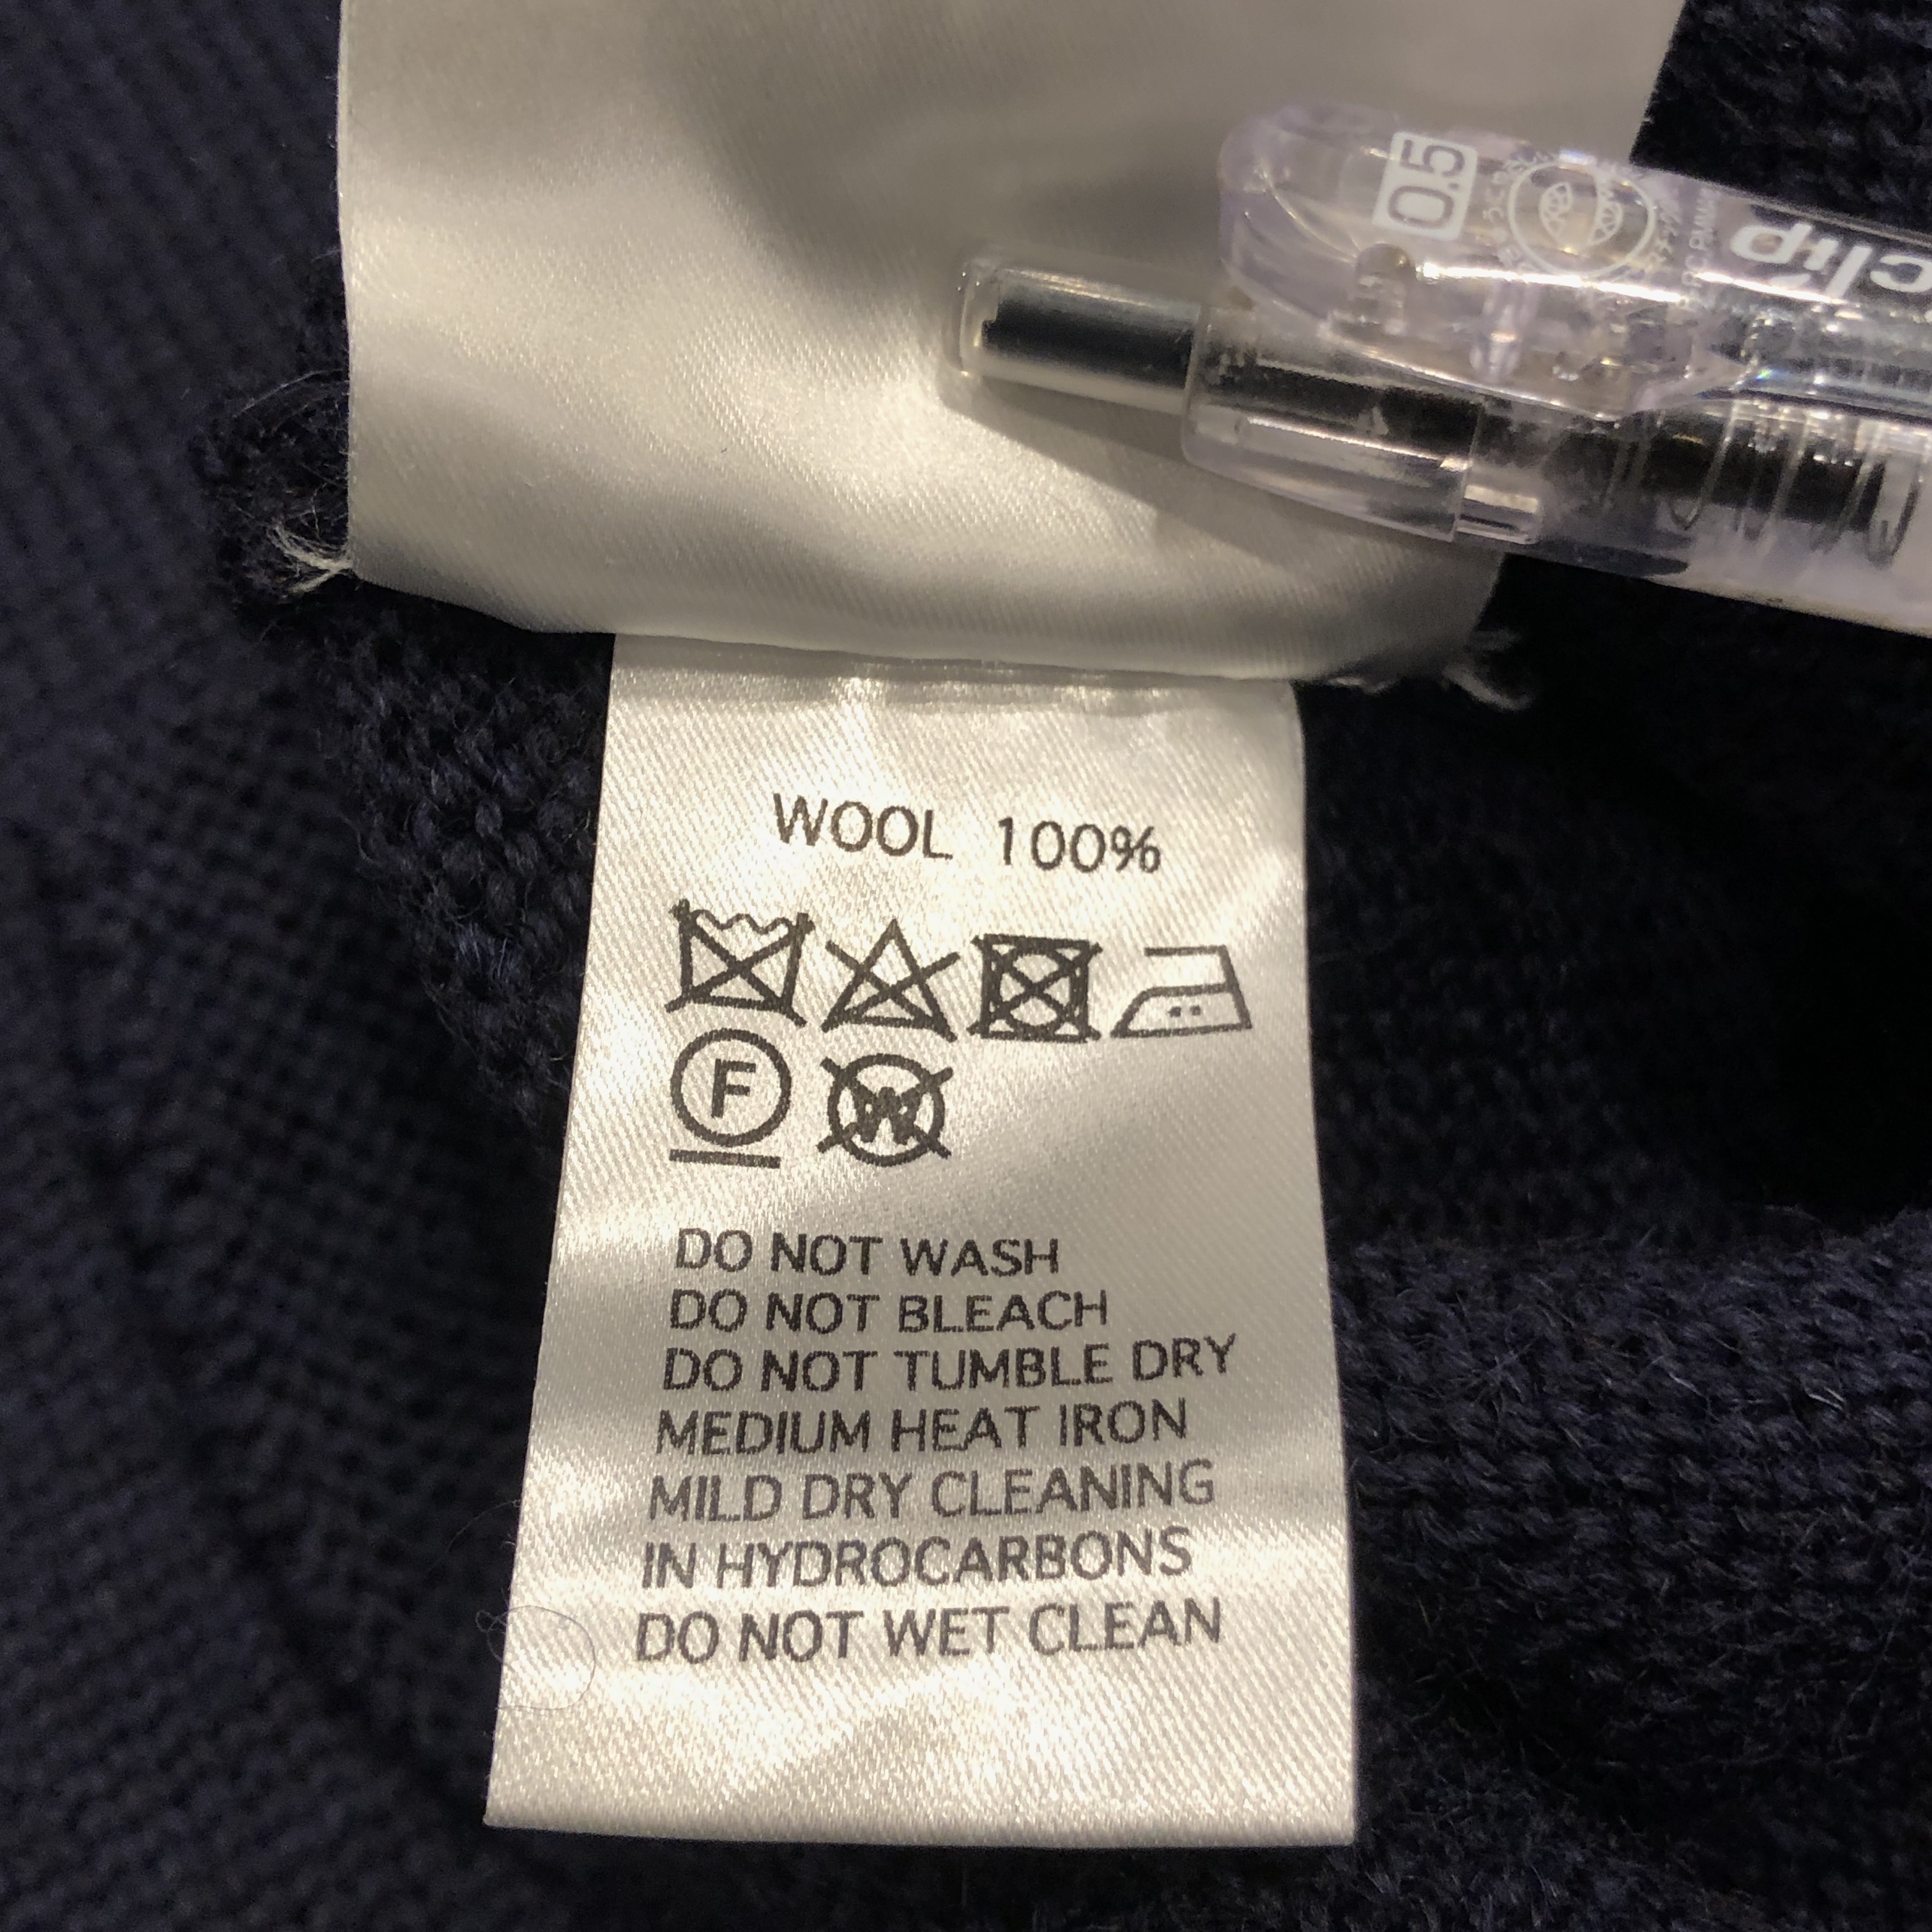 0.5
clip
WOOL 100%
F W
DO NOT WASH
DO NOT BLEACH
DO NOT TUMBLE DRY
MEDIUM HEAT IRON
MILD DRY CLEANING
IN HYDROCARBONS
DO NOT WET CLEAN